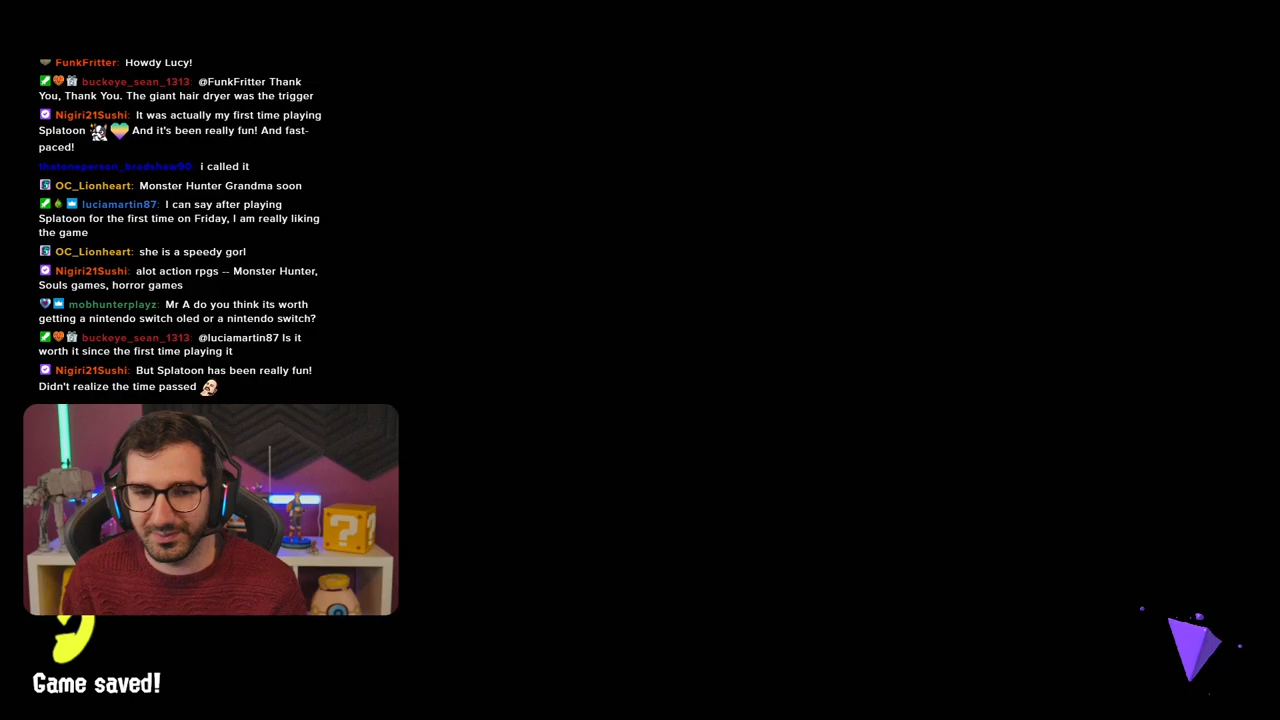 FunkFritter: Howdy Lucy!
buckeye_sean_1313: @FunkFritter Thank
You, Thank You. The giant hair dryer was the trigger
Nigiri21Sushi: It was actually my first time playing
Splatoon And it's been really fun! And fast-
paced!
thatoneperson_bradshaw90: i called it
OC_Lionheart: Monster Hunter Grandma soon
luciamartin87: I can say after playing
Splatoon for the first time on Friday, I am really liking
the game
OC_Lionheart: she is a speedy gorl
Nigiri21Sushi: alot action rpgs -- Monster Hunter,
Souls games, horror games
mobhunterplayz: Mr A do you think its worth
getting a nintendo switch oled or a nintendo switch?
buckeye_sean_1313: @luciamartin87 Is it
worth it since the first time playing it
Nigiri21Sushi: But Splatoon has been really fun!
Didn't realize the time passed
?
Game saved!